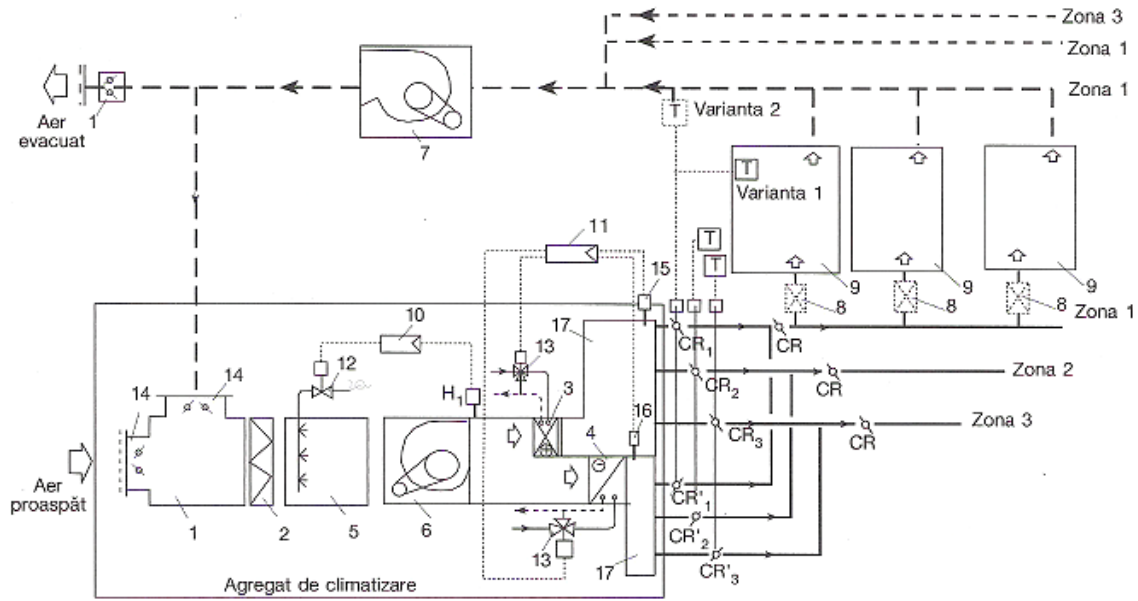 Zona 3
Zona 1
Zona 1
Aer evacuat
1
7
T Varianta 2
T
Varianta 1
T
T
9
9
9
8
8
8
Zona 1
11
15
10
17
13
CR₁
CR
12
14
14
H₁
3
16
CR₂
CR
Zona 2
4
CR₃
CR
Zona 3
Aer proaspăt
1
2
5
6
13
17
CR'₁
CR'₂
CR'₃
Agregat de climatizare